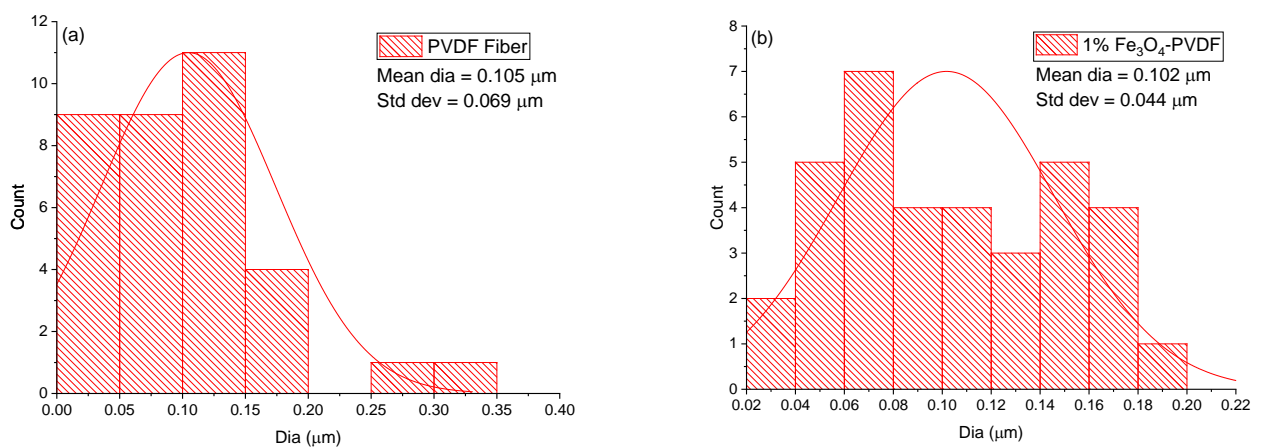 (a)
PVDF Fiber
Mean dia = 0.105 μm
Std dev = 0.069 μm
12
10
8
6
4
2
0
Count
0.00 0.05 0.10 0.15 0.20 0.25 0.30 0.35 0.40
Dia (μm)
(b)
1% Fe₃O₄-PVDF
Mean dia = 0.102 μm
Std dev = 0.044 μm
8
7
6
5
4
3
2
1
0
Count
0.02 0.04 0.06 0.08 0.10 0.12 0.14 0.16 0.18 0.20 0.22
Dia (μm)